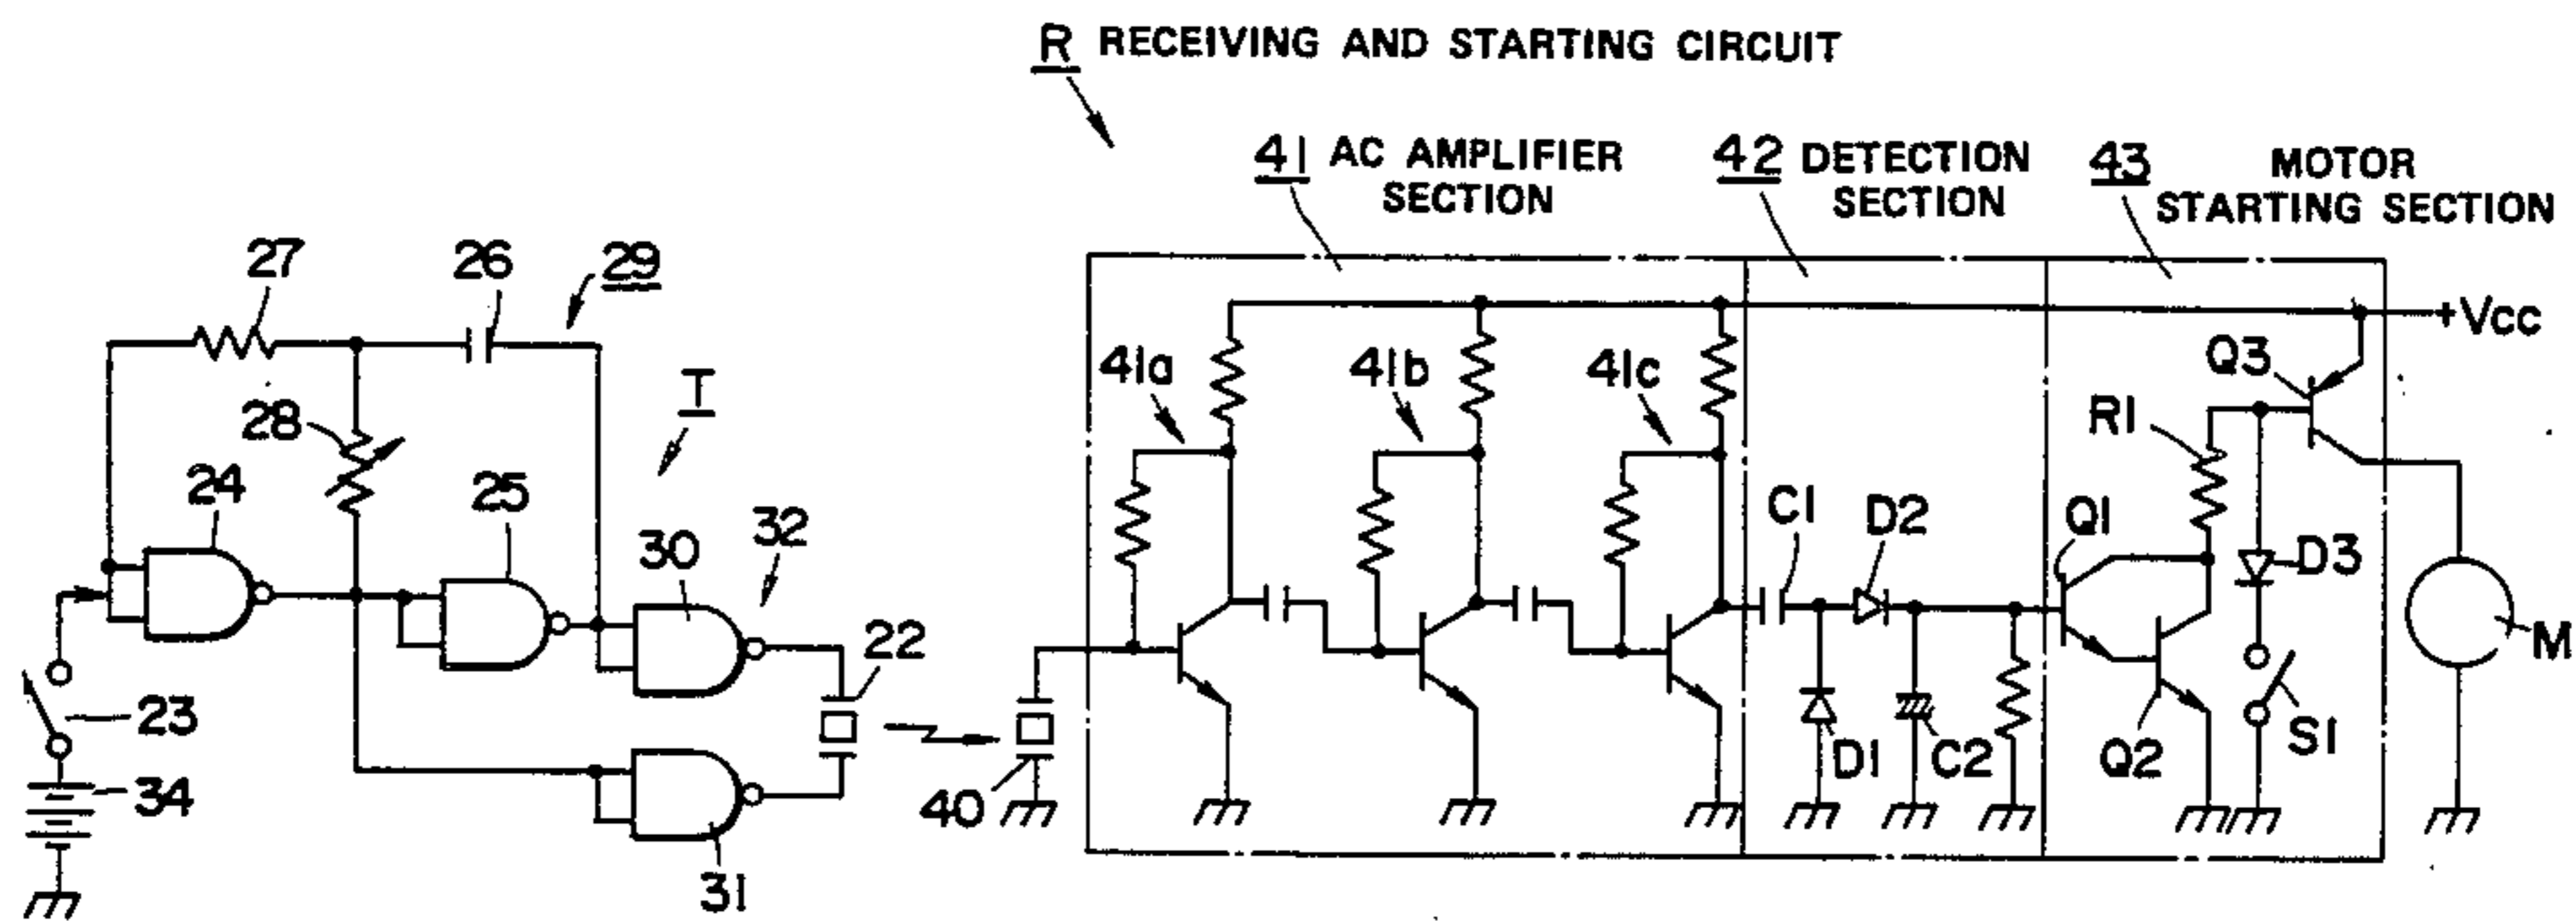 R RECEIVING AND STARTING CIRCUIT
41 AC AMPLIFIER SECTION
42 DETECTION SECTION
43 MOTOR STARTING SECTION
27
26
29
T
28
24
25
30
32
22
23
34
31
40
41a
41b
41c
C1
D2
D1
C2
Q1
Q2
R1
Q3
+Vcc
D3
S1
M